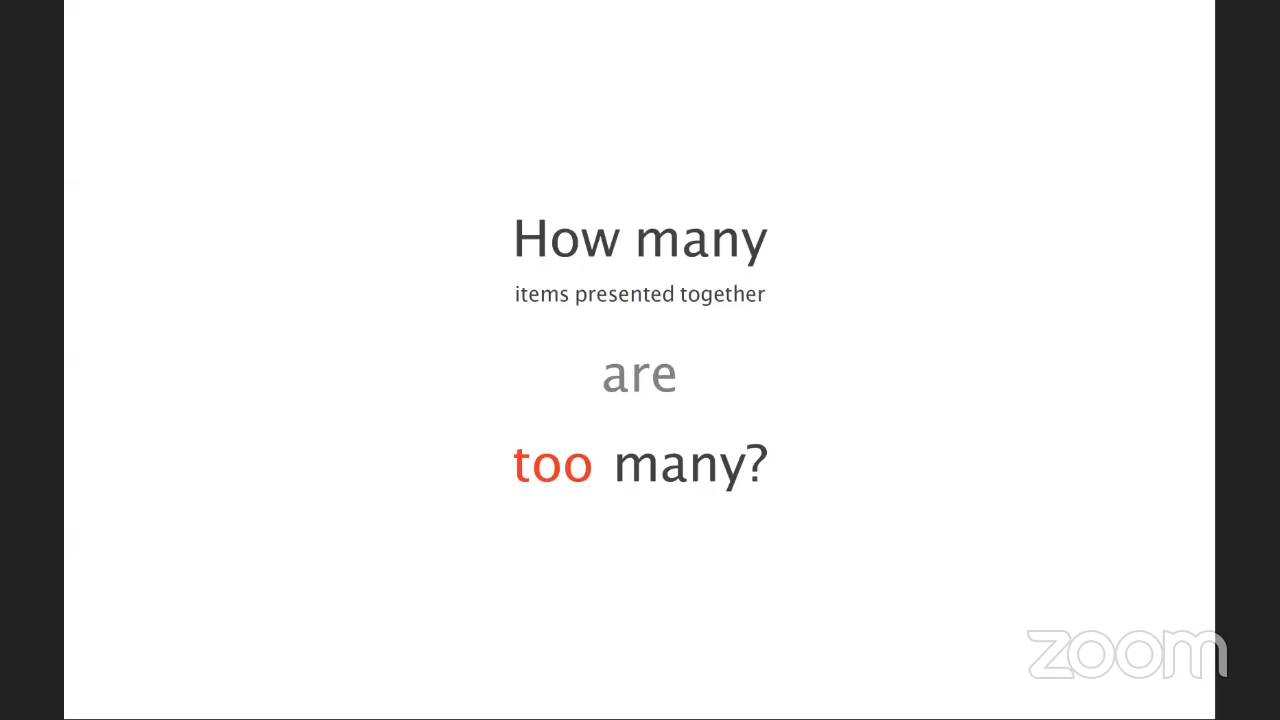 How many
items presented together
are
too many?
zoom